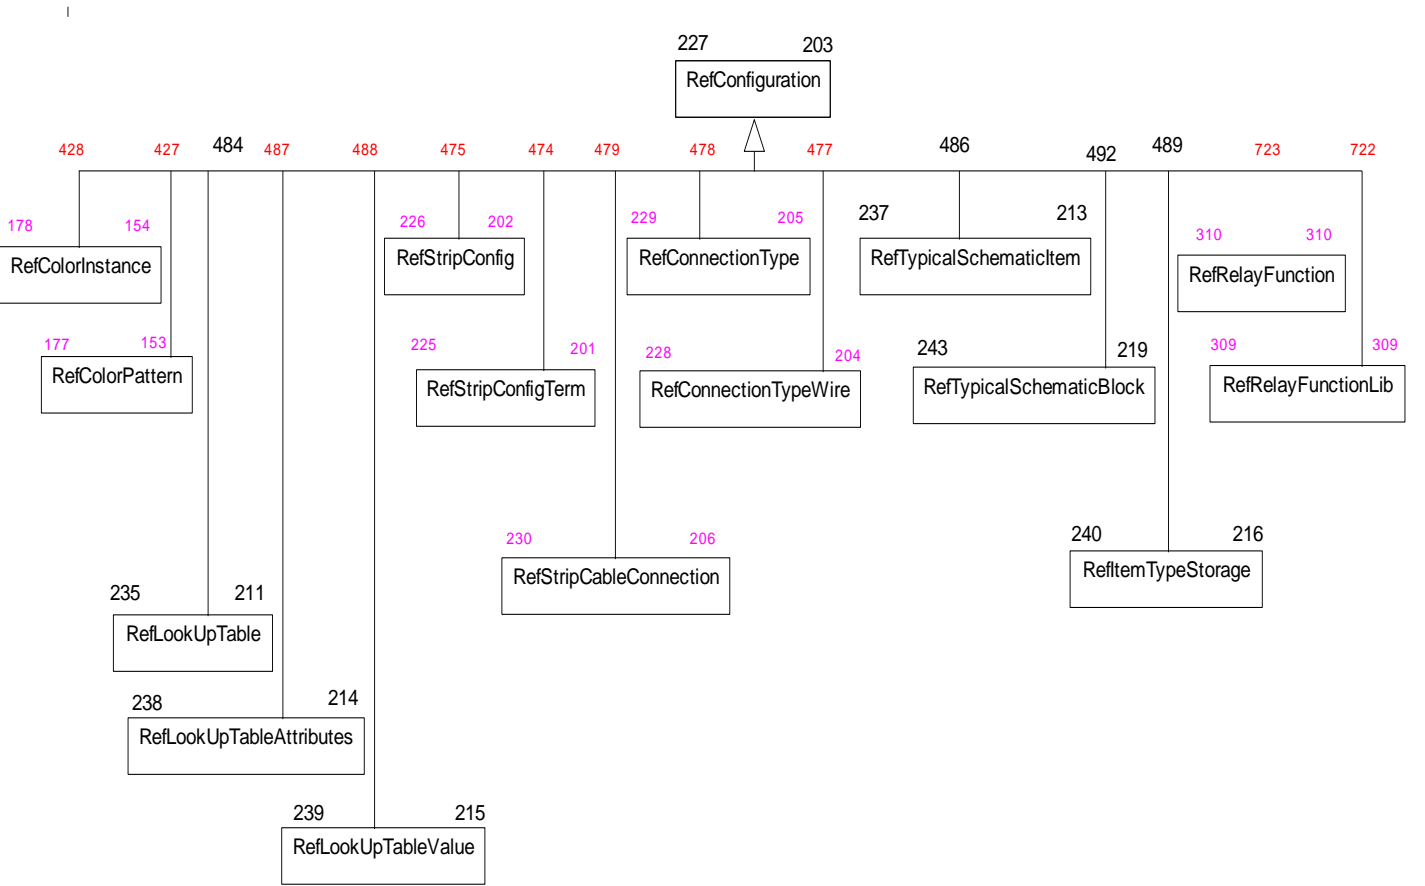 227 203
RefConfiguration
428 427 484 487 488 475 474 479 478 477 486 492 489 723 722
178 154
RefColorInstance
226 202
RefStripConfig
229 205
RefConnectionType
237 213
RefTypicalSchematicItem
310 310
RefRelayFunction
177 153
RefColorPattern
225 201
RefStripConfigTerm
228 204
RefConnectionTypeWire
243 219
RefTypicalSchematicBlock
309 309
RefRelayFunctionLib
230 206
RefStripCableConnection
240 216
RefItemTypeStorage
235 211
RefLookUpTable
238 214
RefLookUpTableAttributes
239 215
RefLookUpTableValue